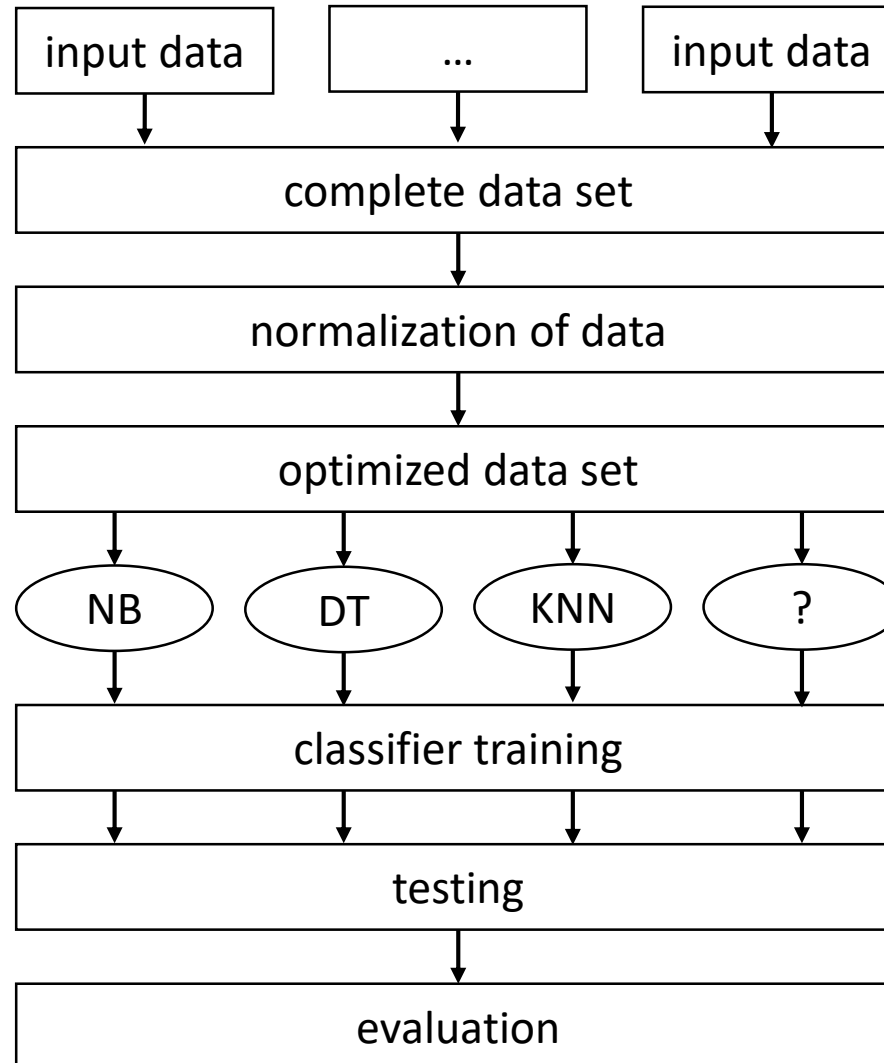 input data
...
input data
complete data set
normalization of data
optimized data set
NB
DT
KNN
?
classifier training
testing
evaluation